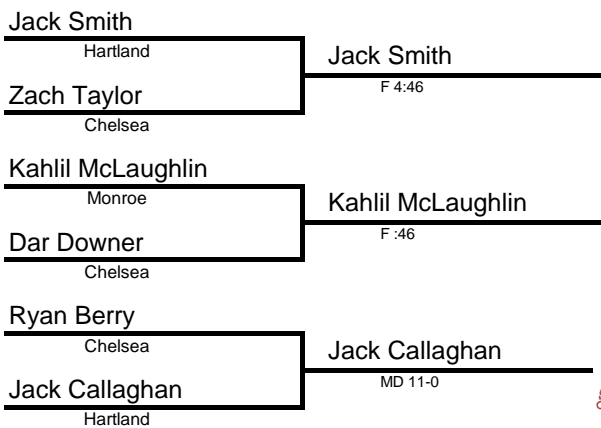 Jack Smith
Hartland
Jack Smith
F 4:46
Zach Taylor
Chelsea
Kahlil McLaughlin
Monroe
Kahlil McLaughlin
F :46
Dar Downer
Chelsea
Ryan Berry
Chelsea
Jack Callaghan
MD 11-0
Jack Callaghan
Hartland